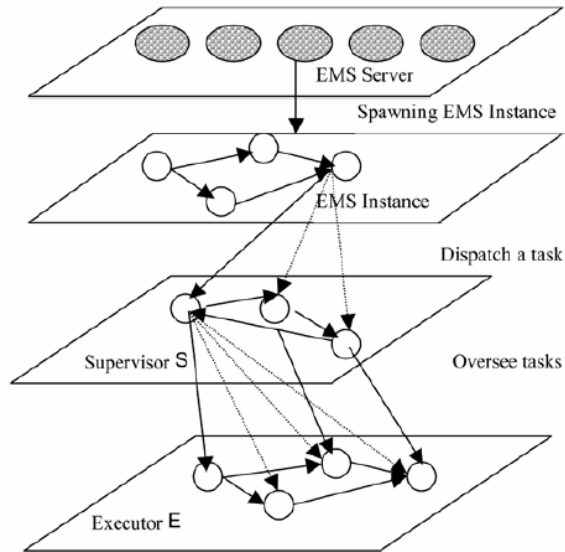 EMS Server
Spawning EMS Instance
EMS Instance
Dispatch a task
Supervisor S
Oversee tasks
Executor E